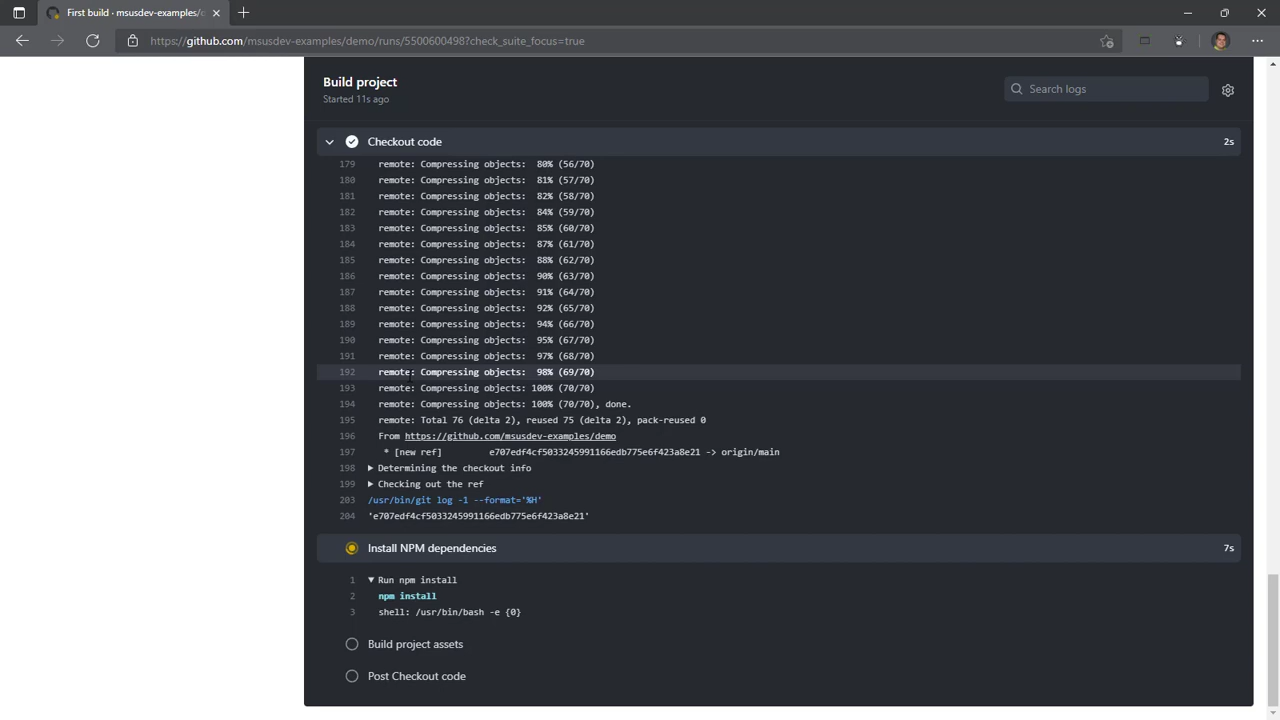 First build · msusdev-examples/d
https://github.com/msusdev-examples/demo/runs/5500600498?check_suite_focus=true
Build project
Started 11s ago
Search logs
Checkout code 2s
179 remote: Compressing objects: 80% (56/70)
180 remote: Compressing objects: 81% (57/70)
181 remote: Compressing objects: 82% (58/70)
182 remote: Compressing objects: 84% (59/70)
183 remote: Compressing objects: 85% (60/70)
184 remote: Compressing objects: 87% (61/70)
185 remote: Compressing objects: 88% (62/70)
186 remote: Compressing objects: 90% (63/70)
187 remote: Compressing objects: 91% (64/70)
188 remote: Compressing objects: 92% (65/70)
189 remote: Compressing objects: 94% (66/70)
190 remote: Compressing objects: 95% (67/70)
191 remote: Compressing objects: 97% (68/70)
192 remote: Compressing objects: 98% (69/70)
193 remote: Compressing objects: 100% (70/70)
194 remote: Compressing objects: 100% (70/70), done.
195 remote: Total 76 (delta 2), reused 75 (delta 2), pack-reused 0
196 From https://github.com/msusdev-examples/demo
197 * [new ref] e707edf4cf5033245991166edb775e6f423a8e21 -> origin/main
198 Determining the checkout info
199 Checking out the ref
203 /usr/bin/git log -1 --format='%H'
204 'e707edf4cf5033245991166edb775e6f423a8e21'
Install NPM dependencies 7s
1 Run npm install
2 npm install
3 shell: /usr/bin/bash -e {0}
Build project assets
Post Checkout code